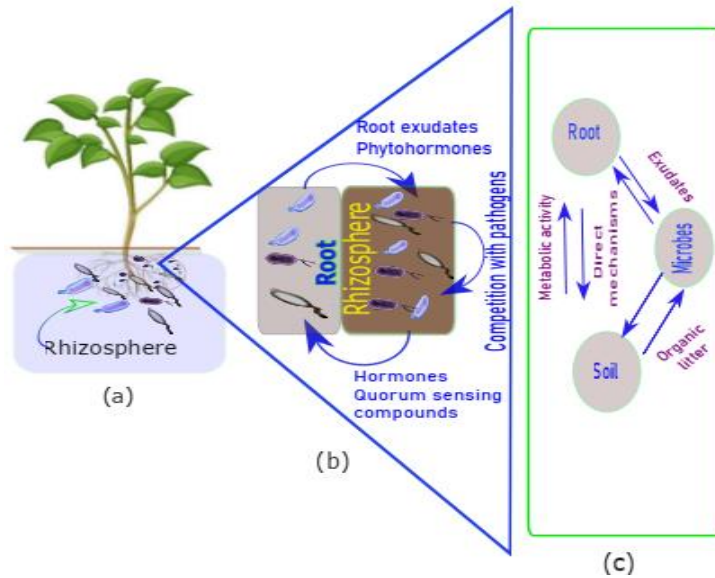 Rhizosphere
(a)
Root exudates
Phytohormones
Root
Rhizosphere
Competition with pathogens
Hormones
Quorum sensing
compounds
(b)
Root
Exudates
Microbes
Metabolic activity
Direct
mechanisms
Organic
litter
Soil
(c)